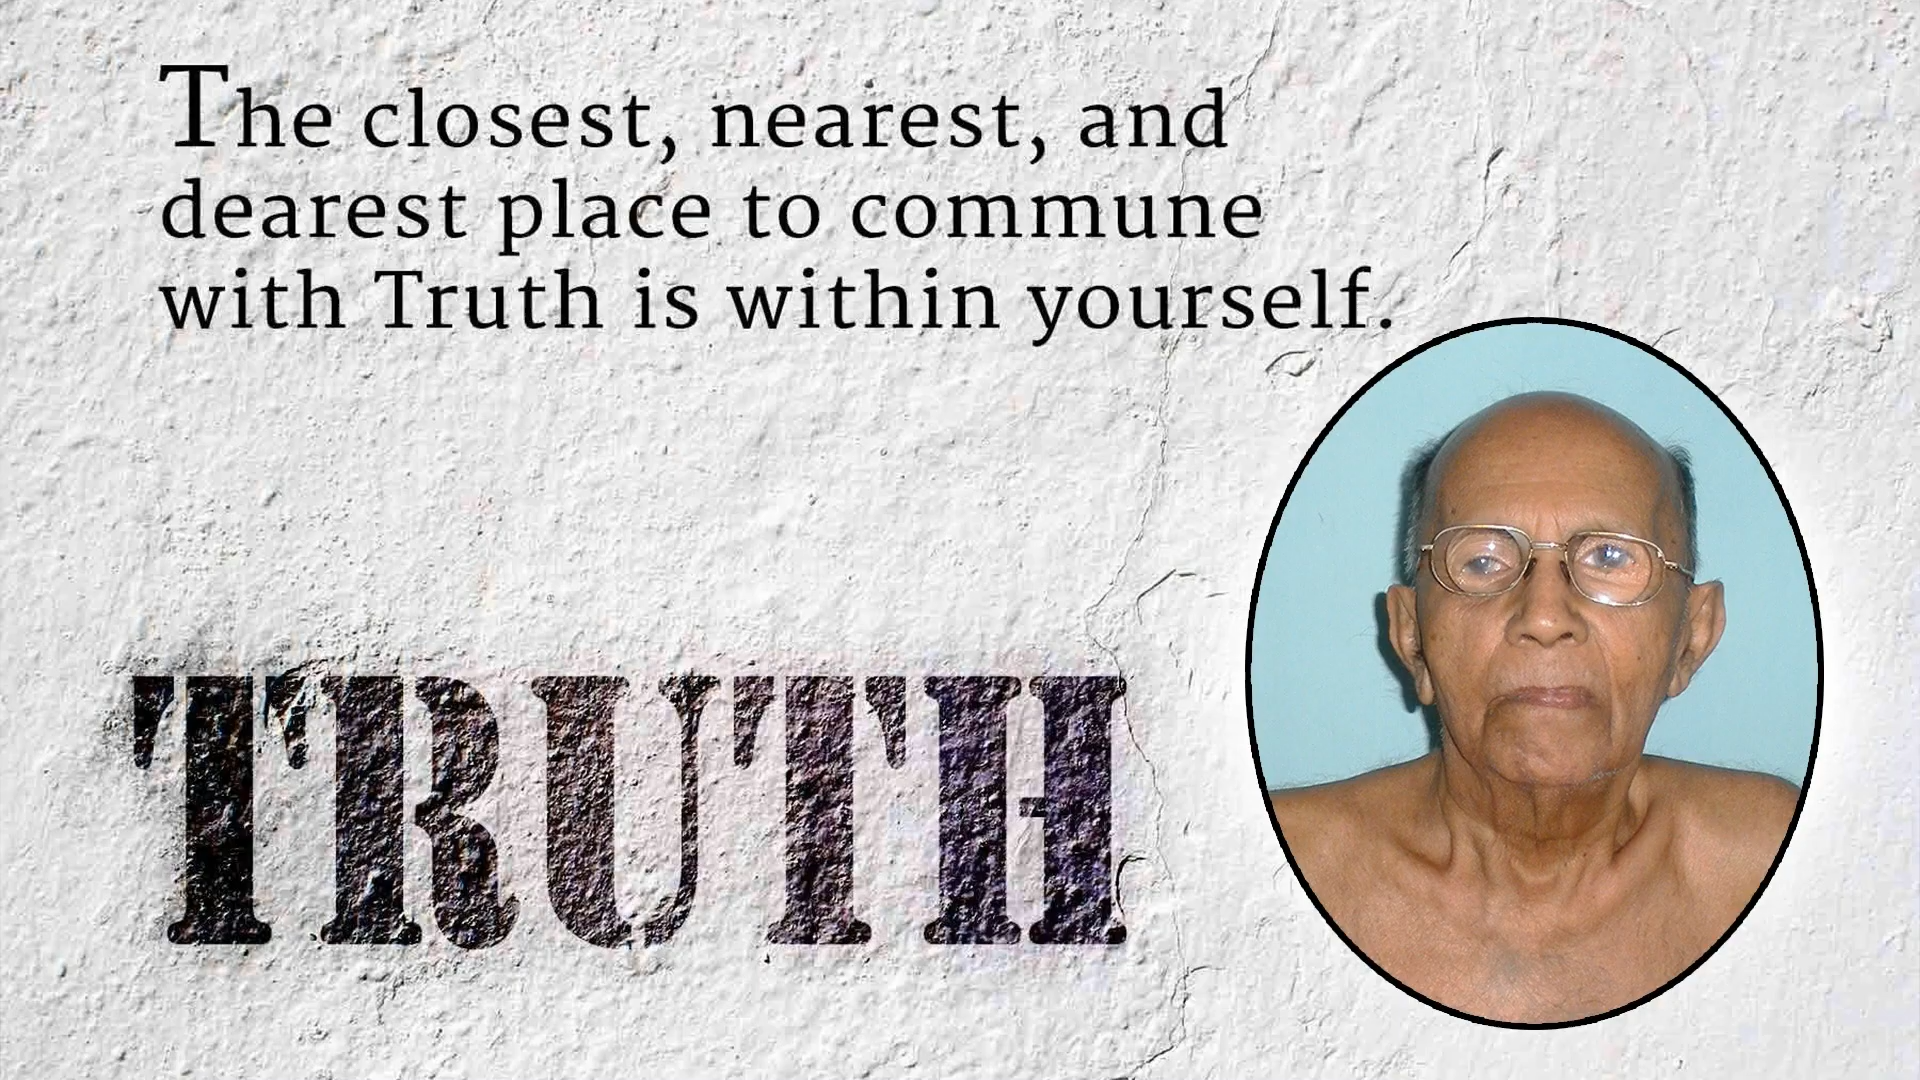 The closest, nearest, and
dearest place to commune
with Truth is within yourself.
TRUTH